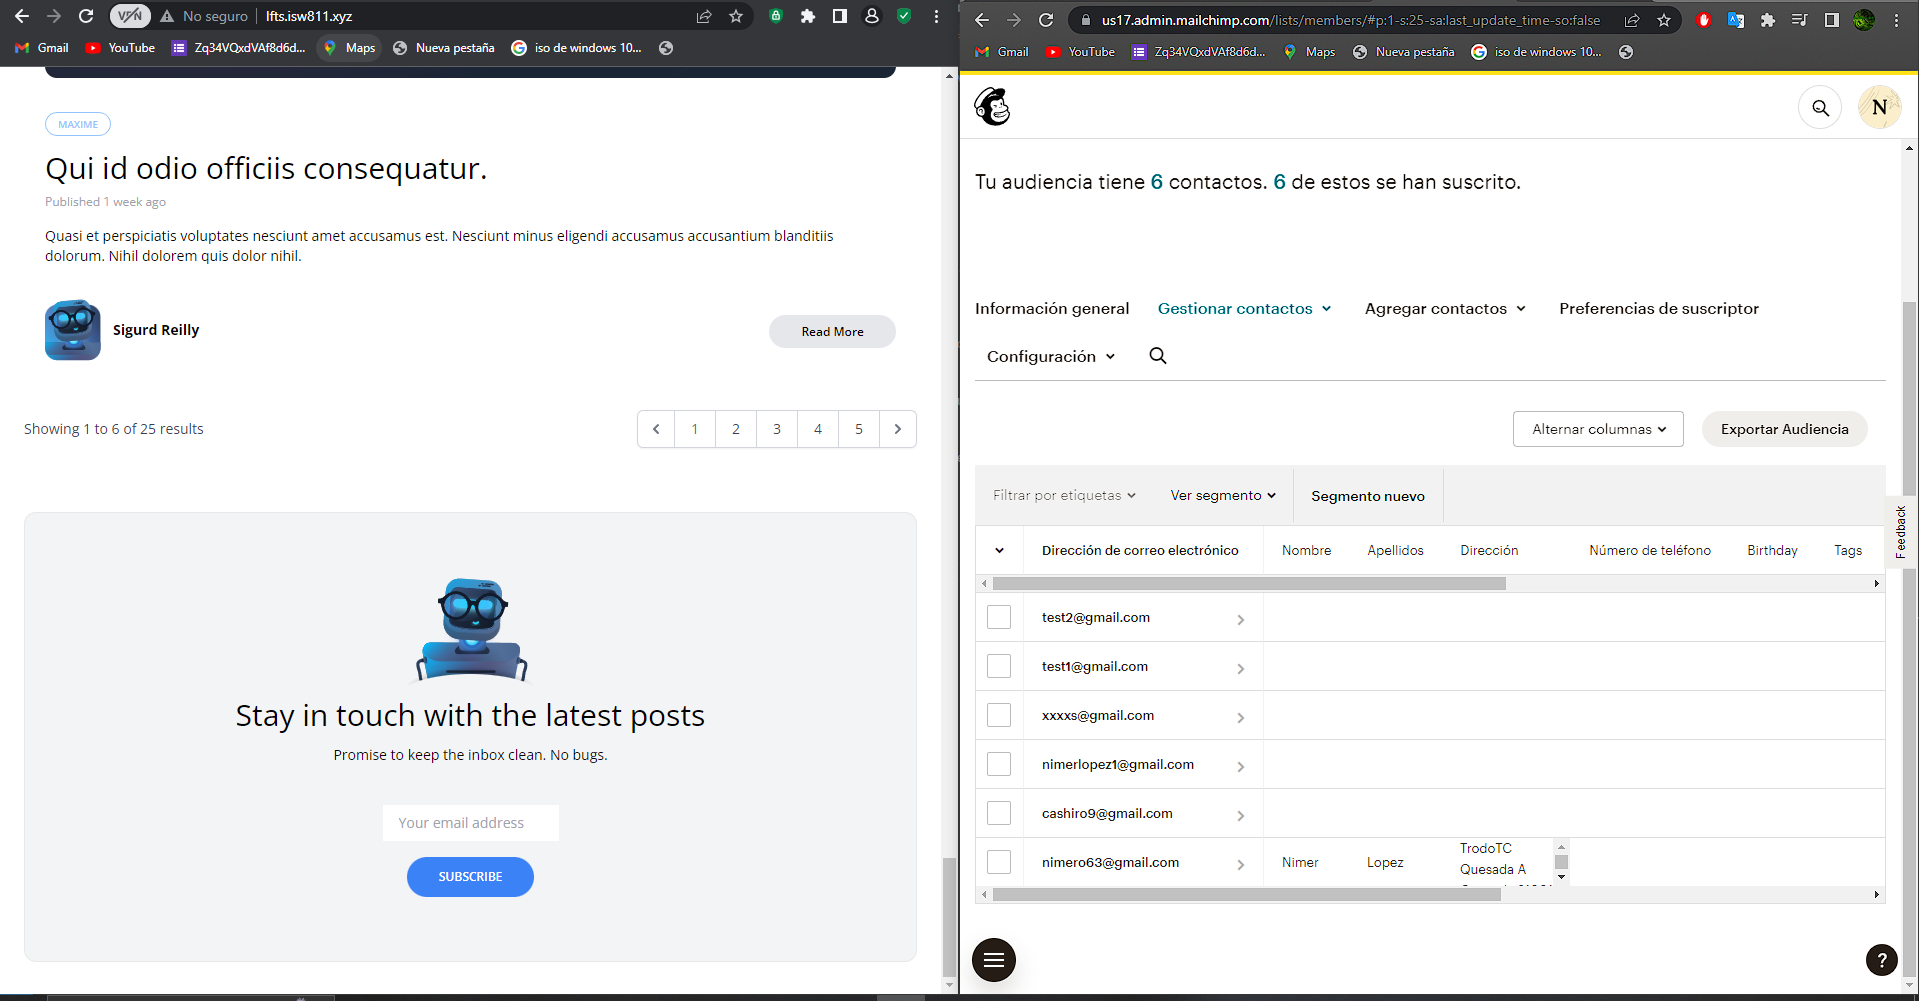 VPN
No seguro
lfts.isw811.xyz
Gmail
YouTube
Zq34VQxdVAf8d6d...
Maps
Nueva pestaña
iso de windows 10...
MAXIME
Qui id odio officiis consequatur.
Published 1 week ago
Quasi et perspiciatis voluptates nesciunt amet accusamus est. Nesciunt minus eligendi accusamus accusantium blanditiis
dolorum. Nihil dolorem quis dolor nihil.
Sigurd Reilly
Read More
Showing 1 to 6 of 25 results
1 2 3 4 5
Stay in touch with the latest posts
Promise to keep the inbox clean. No bugs.
Your email address
SUBSCRIBE
us17.admin.mailchimp.com/lists/members/#p:1-s:25-sa:last_update_time-so:false
Gmail
YouTube
Zq34VQxdVAf8d6d...
Maps
Nueva pestaña
iso de windows 10...
N
Tu audiencia tiene 6 contactos. 6 de estos se han suscrito.
Información general
Gestionar contactos
Agregar contactos
Preferencias de suscriptor
Configuración
Alternar columnas
Exportar Audiencia
Filtrar por etiquetas
Ver segmento
Segmento nuevo
Feedback
Dirección de correo electrónico
Nombre
Apellidos
Dirección
Número de teléfono
Birthday
Tags
test2@gmail.com
test1@gmail.com
xxxxs@gmail.com
nimerlopez1@gmail.com
cashiro9@gmail.com
nimero63@gmail.com
Nimer
Lopez
TrodoTC
Quesada A
?